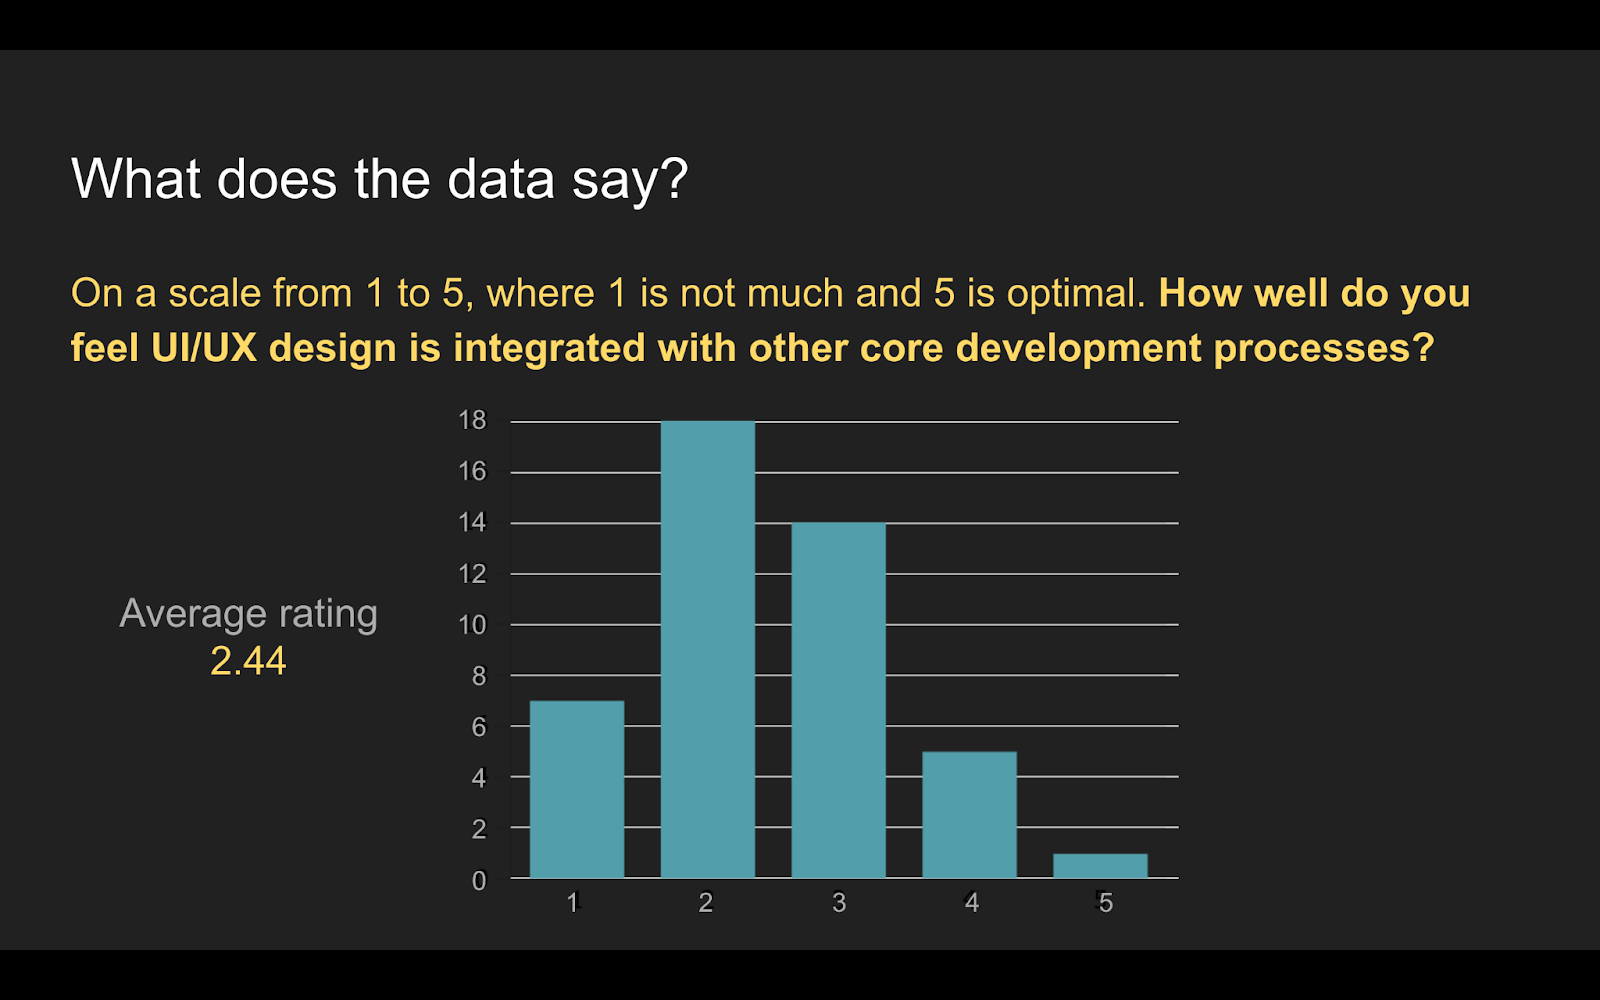 What does the data say?
On a scale from 1 to 5, where 1 is not much and 5 is optimal. How well do you
feel UI/UX design is integrated with other core development processes?
Average rating
2.44
18
16
14
12
10
8
6
4
2
0
1 2 3 4 5